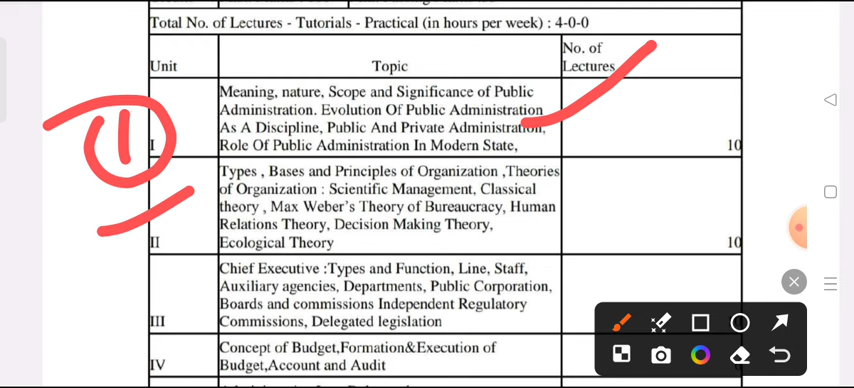 Total No. of Lectures - Tutorials - Practical (in hours per week) : 4-0-0
Unit
Topic
No. of
Lectures
I
Meaning, nature, Scope and Significance of Public
Administration. Evolution Of Public Administration
As A Discipline, Public And Private Administration,
Role Of Public Administration In Modern State,
10
II
Types , Bases and Principles of Organization ,Theories
of Organization : Scientific Management, Classical
theory , Max Weber's Theory of Bureaucracy, Human
Relations Theory, Decision Making Theory,
Ecological Theory
10
III
Chief Executive :Types and Function, Line, Staff,
Auxiliary agencies, Departments, Public Corporation,
Boards and commissions Independent Regulatory
Commissions, Delegated legislation
IV
Concept of Budget,Formation&Execution of
Budget,Account and Audit
1